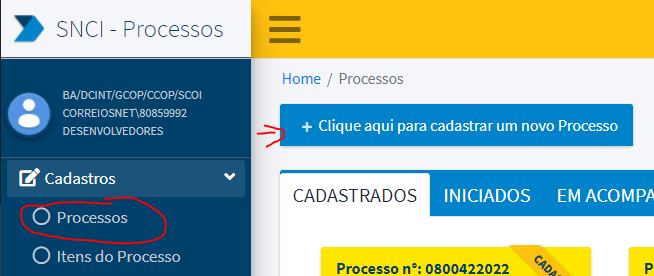 SNCI - Processos
BA/DCINT/GCOP/CCOP/SCOI
CORREIOSNET\80859992
DESENVOLVEDORES
Cadastros
Processos
Itens do Processo
Home / Processos
+ Clique aqui para cadastrar um novo Processo
CADASTRADOS INICIADOS EM ACOMPA
Processo n°: 0800422022
CADA